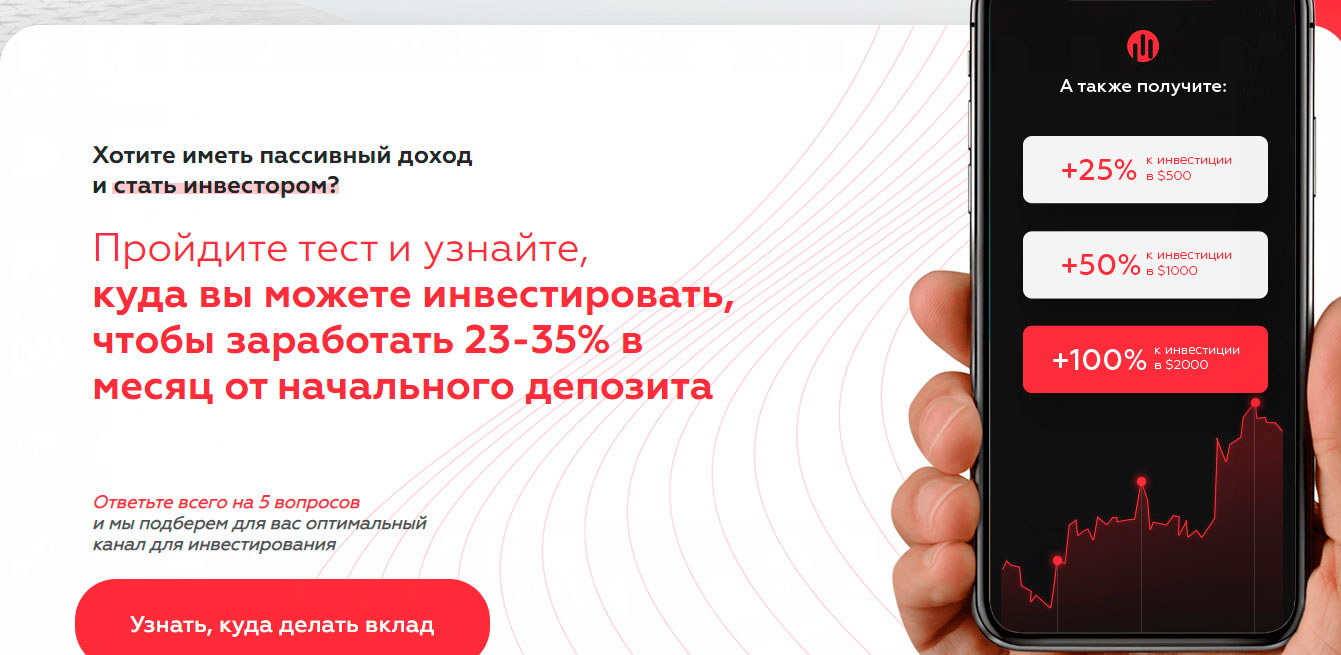 Хотите иметь пассивный доход
и стать инвестором?
Пройдите тест и узнайте,
куда вы можете инвестировать,
чтобы заработать 23-35% в
месяц от начального депозита
Ответьте всего на 5 вопросов
и мы подберем для вас оптимальный
канал для инвестирования
Узнать, куда делать вклад
А также получите:
+25% к инвестиции
в $500
+50% к инвестиции
в $1000
+100% к инвестиции
в $2000